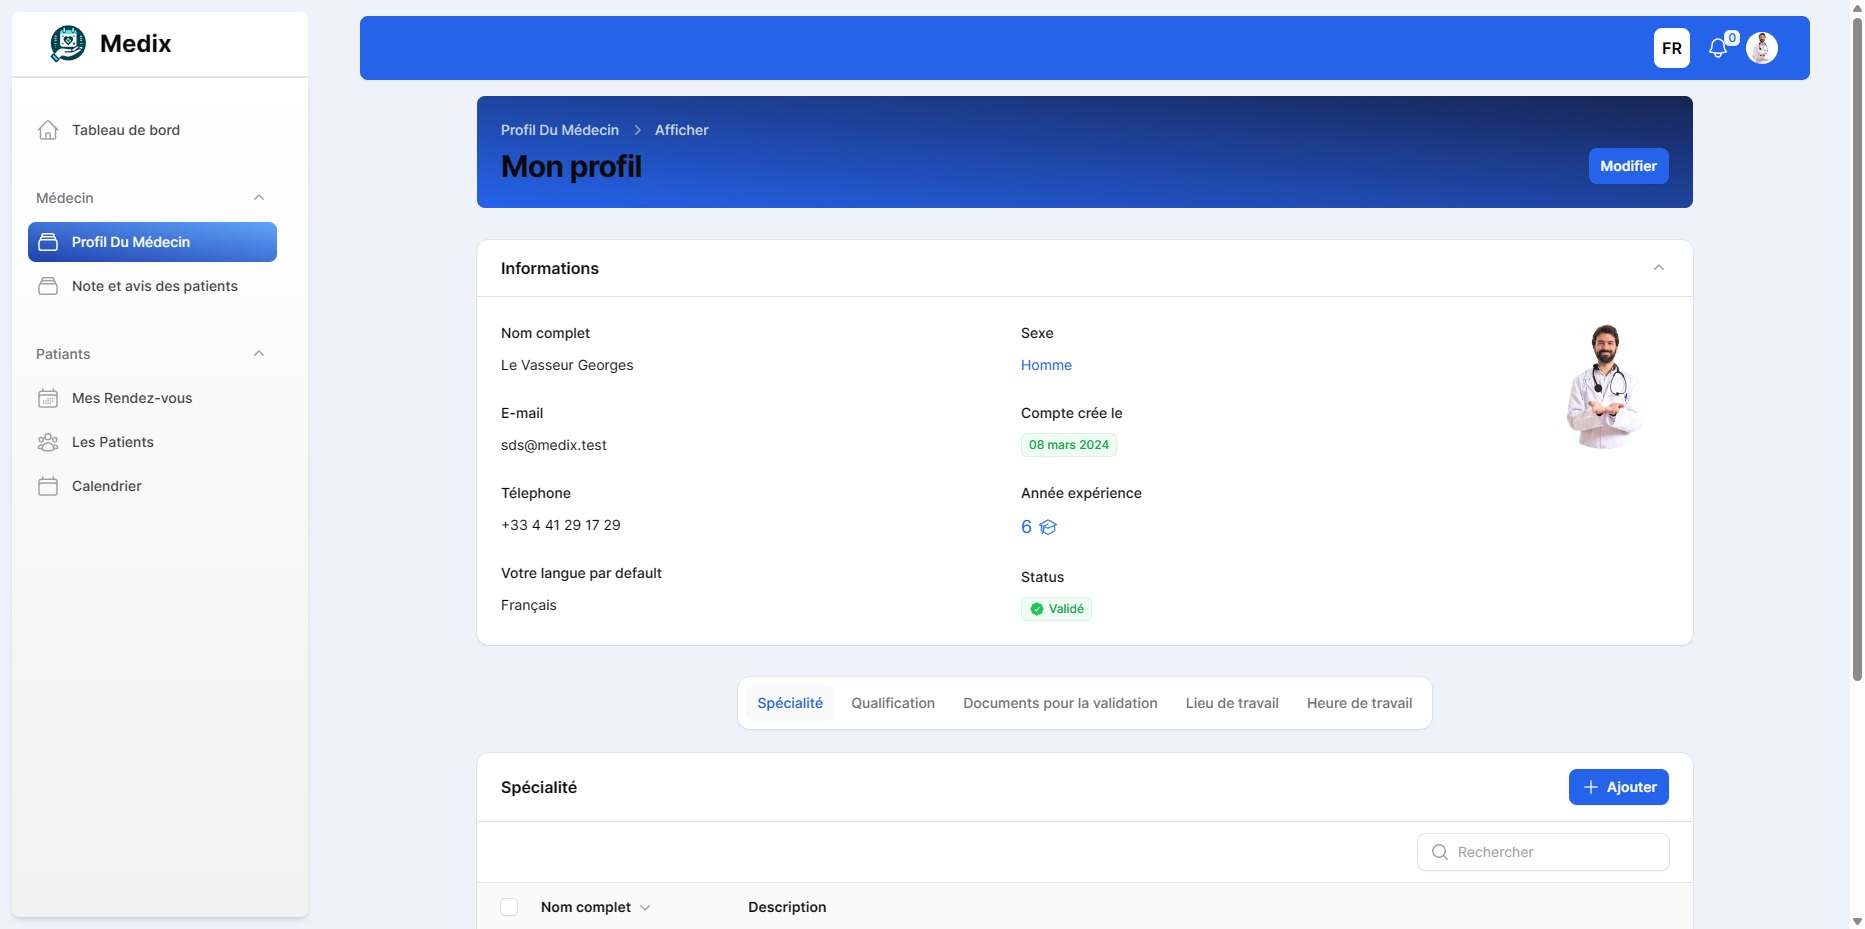 Medix
FR
0
Tableau de bord
Médecin
Profil Du Médecin
Note et avis des patients
Patiants
Mes Rendez-vous
Les Patients
Calendrier
Profil Du Médecin
Afficher
Mon profil
Modifier
Informations
Nom complet
Le Vasseur Georges
E-mail
sds@medix.test
Télephone
+33 4 41 29 17 29
Votre langue par default
Français
Sexe
Homme
Compte crée le
08 mars 2024
Année expérience
6
Status
Validé
Spécialité
Qualification
Documents pour la validation
Lieu de travail
Heure de travail
Spécialité
Ajouter
Rechercher
Nom complet
Description